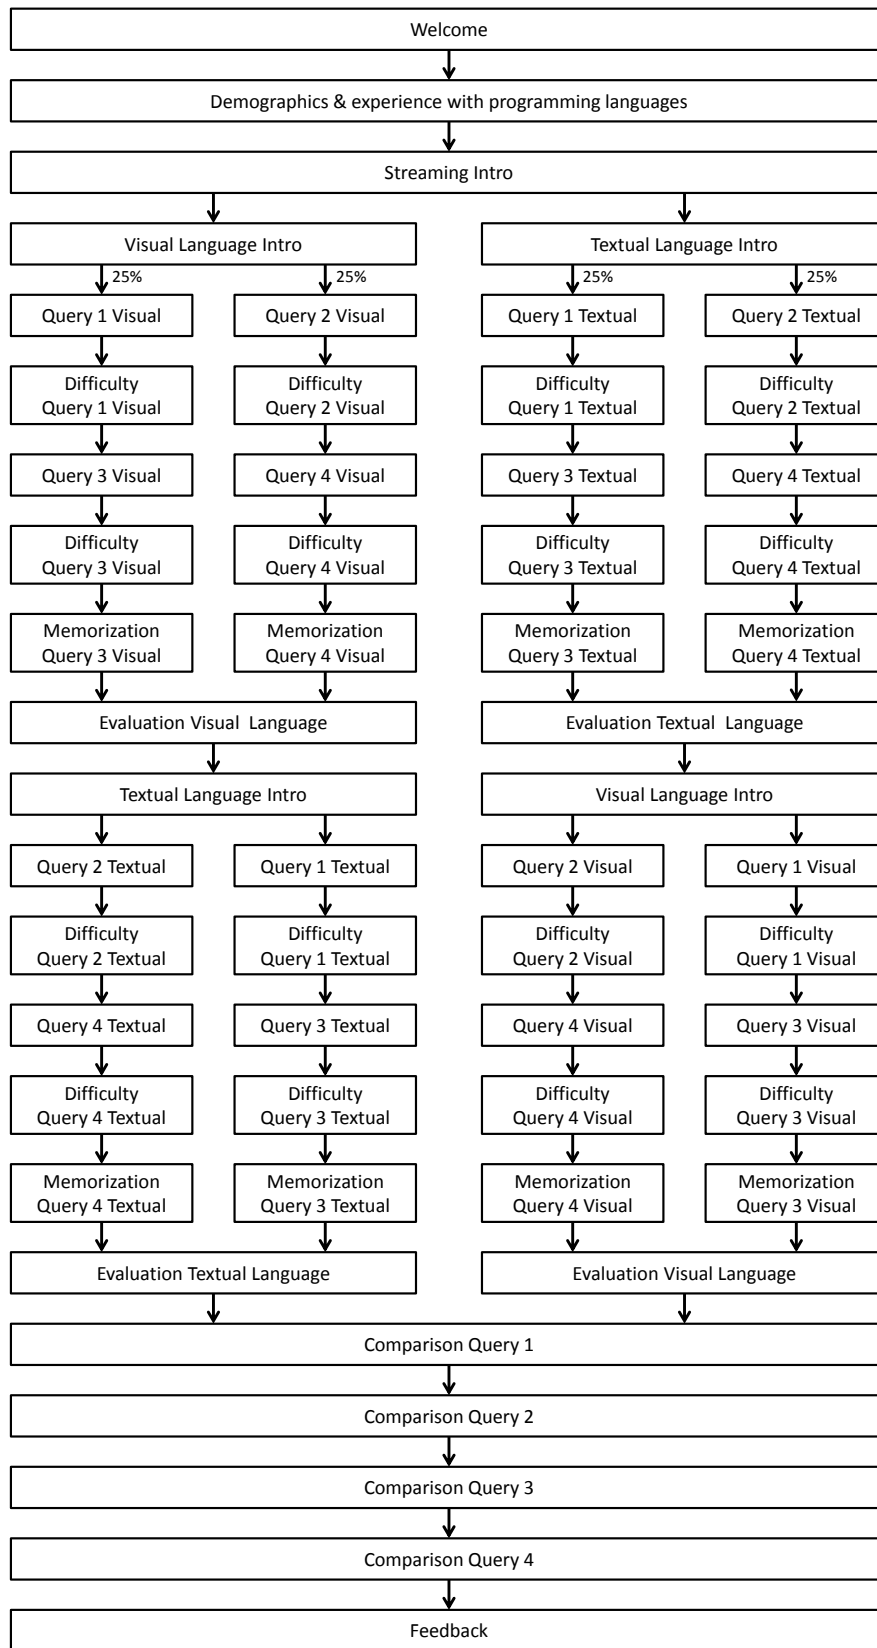 Welcome
Demographics & experience with programming languages
Streaming Intro
Visual Language Intro
Textual Language Intro
25%
25%
25%
25%
Query 1 Visual
Query 2 Visual
Query 1 Textual
Query 2 Textual
Difficulty
Query 1 Visual
Difficulty
Query 2 Visual
Difficulty
Query 1 Textual
Difficulty
Query 2 Textual
Query 3 Visual
Query 4 Visual
Query 3 Textual
Query 4 Textual
Difficulty
Query 3 Visual
Difficulty
Query 4 Visual
Difficulty
Query 3 Textual
Difficulty
Query 4 Textual
Memorization
Query 3 Visual
Memorization
Query 4 Visual
Memorization
Query 3 Textual
Memorization
Query 4 Textual
Evaluation Visual Language
Evaluation Textual Language
Textual Language Intro
Visual Language Intro
Query 2 Textual
Query 1 Textual
Query 2 Visual
Query 1 Visual
Difficulty
Query 2 Textual
Difficulty
Query 1 Textual
Difficulty
Query 2 Visual
Difficulty
Query 1 Visual
Query 4 Textual
Query 3 Textual
Query 4 Visual
Query 3 Visual
Difficulty
Query 4 Textual
Difficulty
Query 3 Textual
Difficulty
Query 4 Visual
Difficulty
Query 3 Visual
Memorization
Query 4 Textual
Memorization
Query 3 Textual
Memorization
Query 4 Visual
Memorization
Query 3 Visual
Evaluation Textual Language
Evaluation Visual Language
Comparison Query 1
Comparison Query 2
Comparison Query 3
Comparison Query 4
Feedback